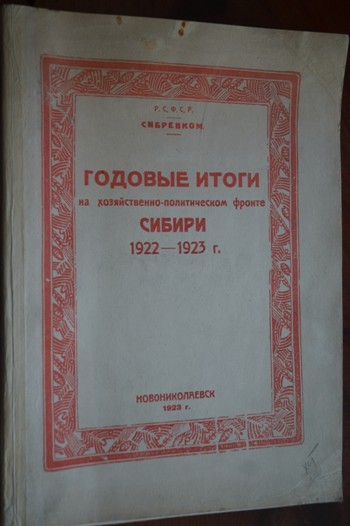 Р. С. Ф. С. Р.
СИБРЕВКОМ.
ГОДОВЫЕ ИТОГИ
на хозяйственно-политическом фронте
СИБИРИ
1922—1923 г.
НОВОНИКОЛАЕВСК
1923 г.